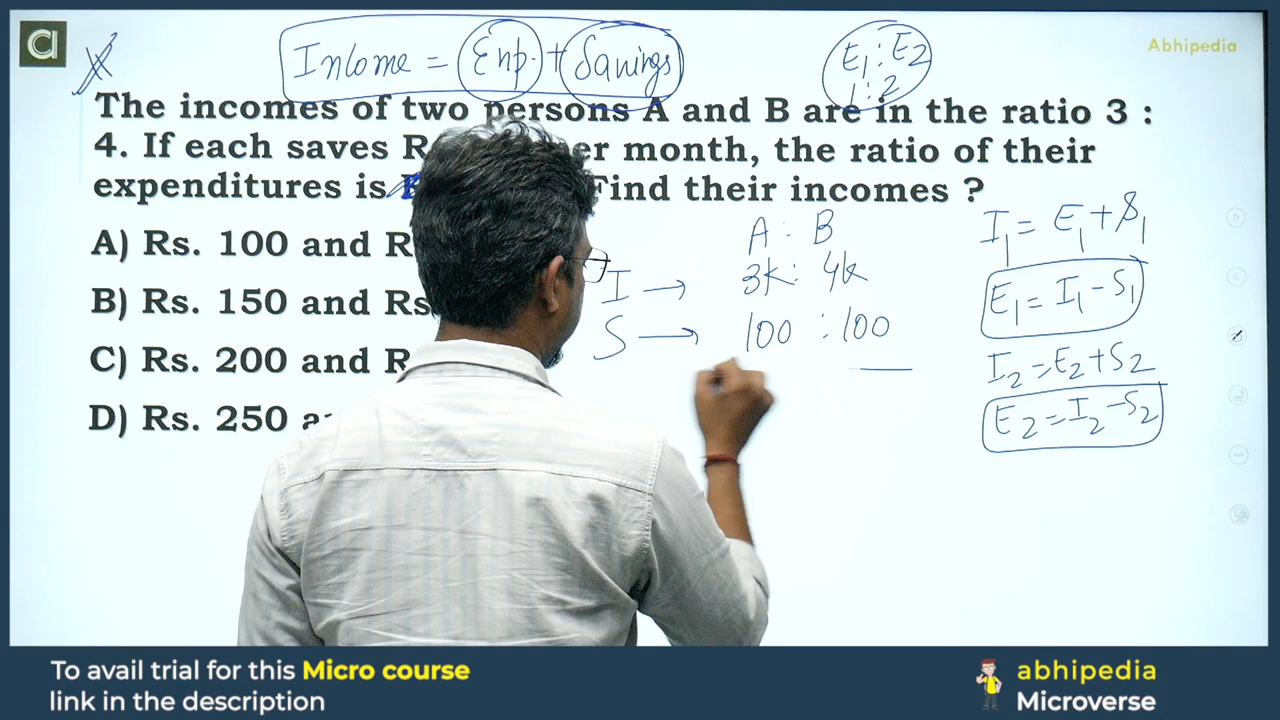 Income = Exp. + Savings
E1 : E2
1 : 2
Abhipedia
The incomes of two persons A and B are in the ratio 3 :
4. If each saves per month, the ratio of their
expenditures is Find their incomes ?
A) Rs. 100 and
B) Rs. 150 and Rs
C) Rs. 200 and
D) Rs. 250
A : B
I → 3k : 4k
S → 100 : 100
I1 = E1 + S1
E1 = I1 - S1
I2 = E2 + S2
E2 = I2 - S2
To avail trial for this Micro course
link in the description
abhipedia
Microverse